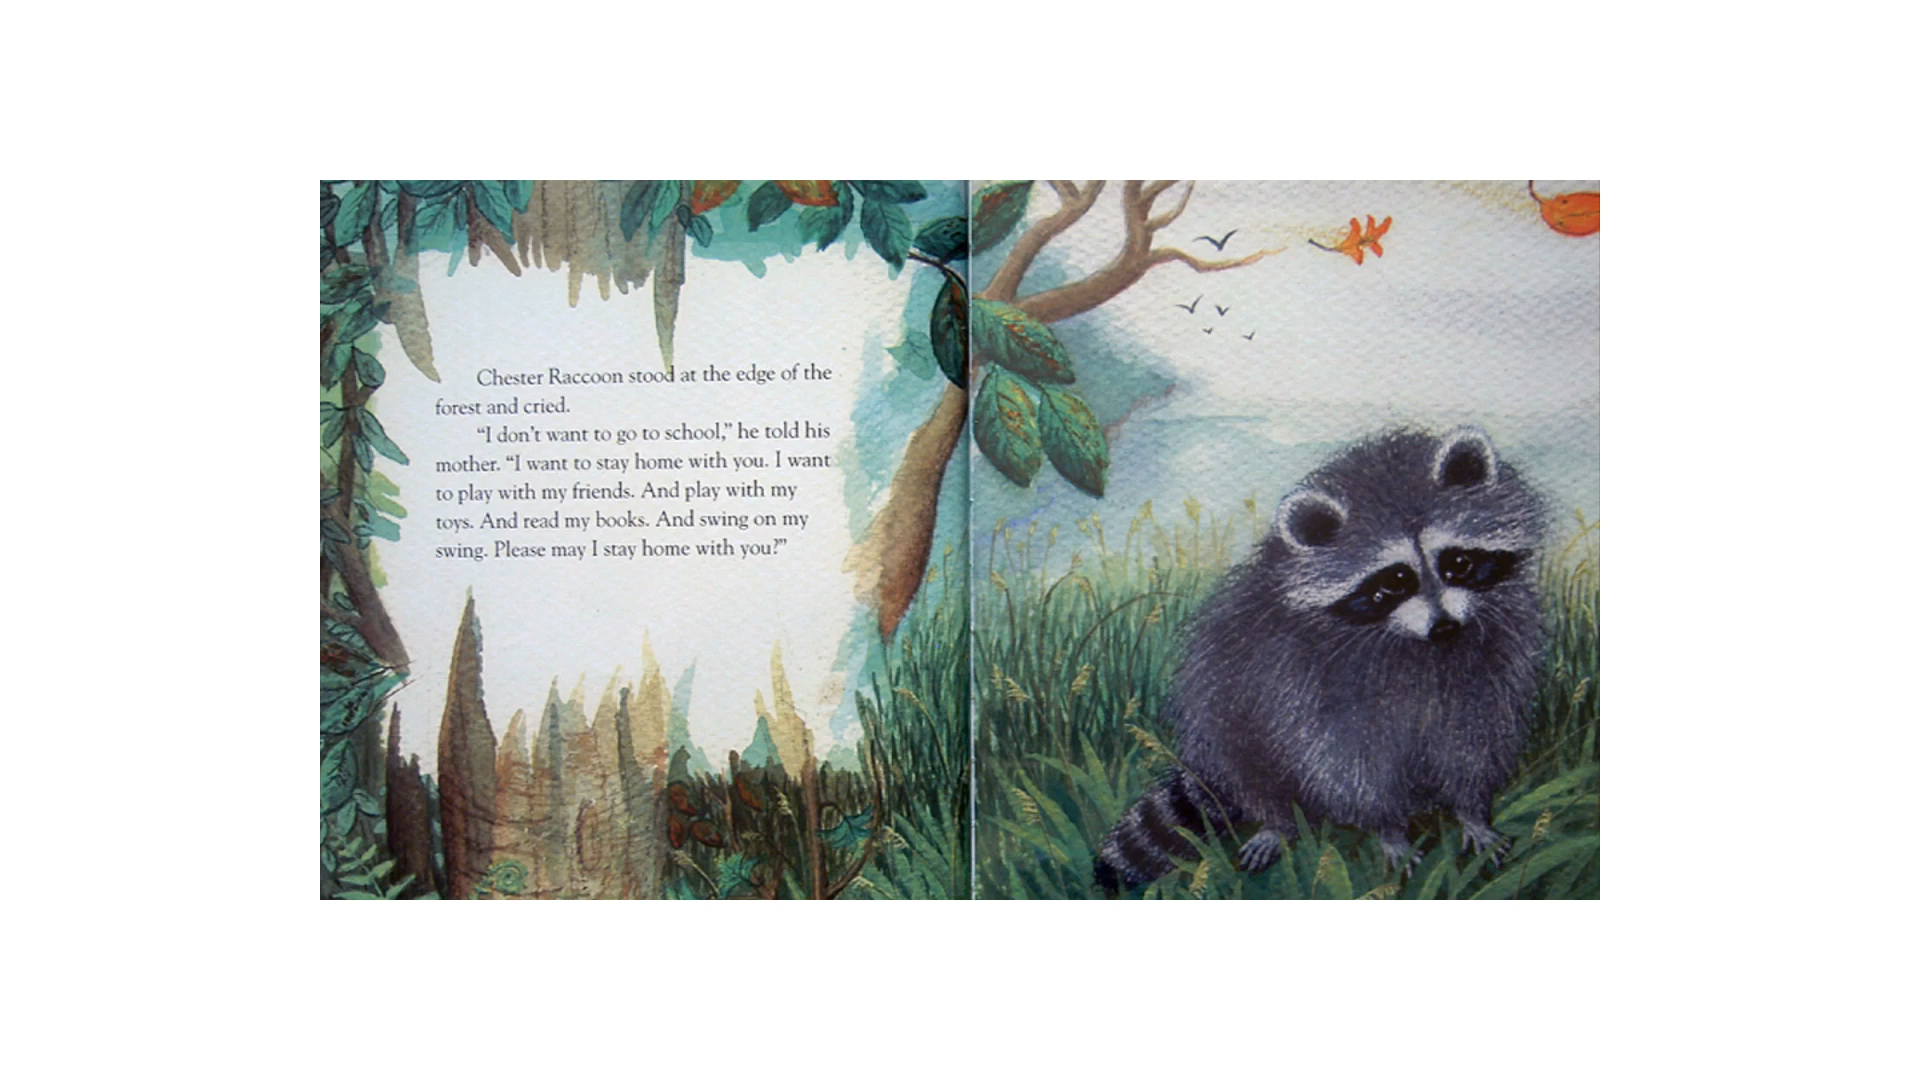 Chester Raccoon stood at the edge of the
forest and cried.
“I don’t want to go to school,” he told his
mother. “I want to stay home with you. I want
to play with my friends. And play with my
toys. And read my books. And swing on my
swing. Please may I stay home with you?”